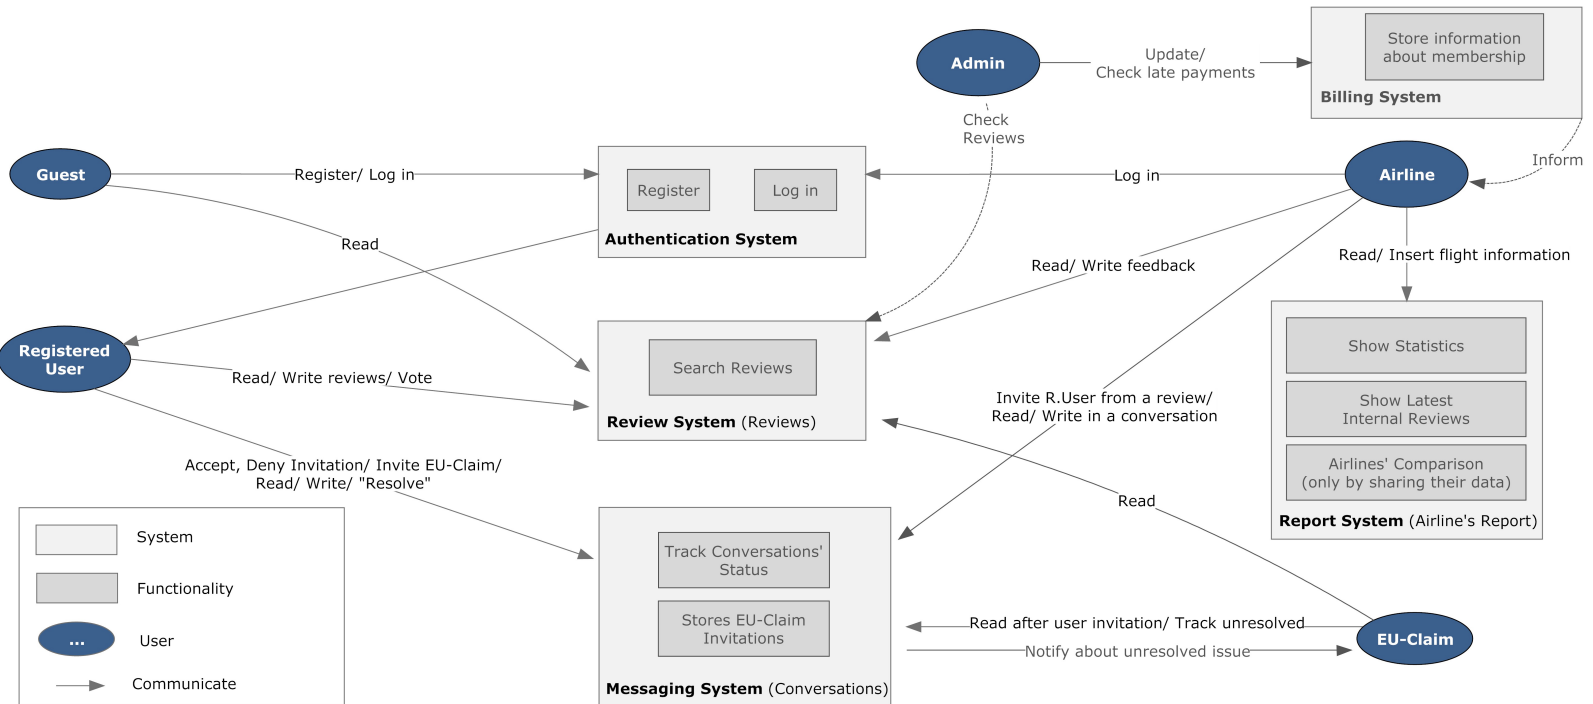 Store information
about membership
Billing System
Admin
Update/
Check late payments
Check
Reviews
Inform
Guest
Register/ Log in
Register
Log in
Authentication System
Log in
Airline
Read
Read/ Write feedback
Read/ Insert flight information
Registered
User
Read/ Write reviews/ Vote
Search Reviews
Review System (Reviews)
Invite R.User from a review/
Read/ Write in a conversation
Show Statistics
Show Latest
Internal Reviews
Airlines' Comparison
(only by sharing their data)
Report System (Airline's Report)
Accept, Deny Invitation/ Invite EU-Claim/
Read/ Write/ "Resolve"
Read
Track Conversations'
Status
Stores EU-Claim
Invitations
Messaging System (Conversations)
Read after user invitation/ Track unresolved
Notify about unresolved issue
EU-Claim
System
Functionality
...
User
Communicate